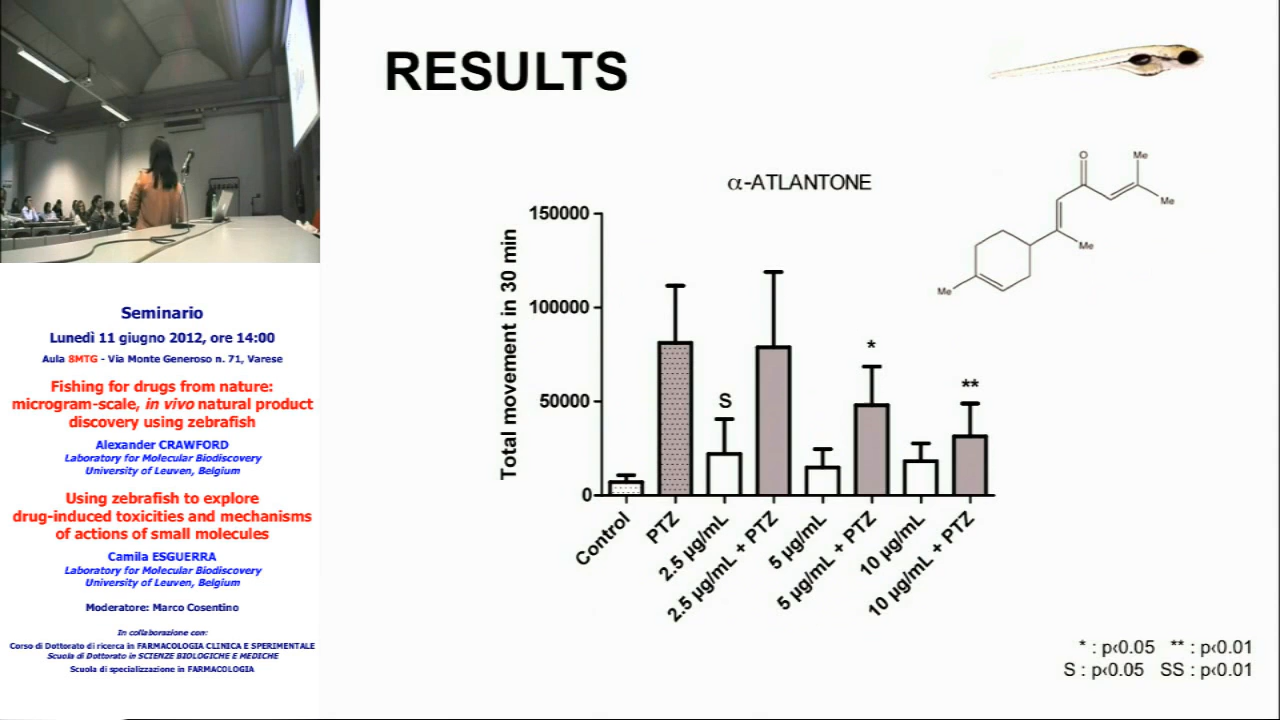 Seminario
Lunedì 11 giugno 2012, ore 14:00
Aula 8MTG - Via Monte Generoso n. 71, Varese
Fishing for drugs from nature:
microgram-scale, in vivo natural product
discovery using zebrafish
Alexander CRAWFORD
Laboratory for Molecular Biodiscovery
University of Leuven, Belgium
Using zebrafish to explore
drug-induced toxicities and mechanisms
of actions of small molecules
Camila ESGUERRA
Laboratory for Molecular Biodiscovery
University of Leuven, Belgium
Moderatore: Marco Cosentino
In collaborazione con:
Corso di Dottorato di ricerca in FARMACOLOGIA CLINICA E SPERIMENTALE
Scuola di Dottorato in SCIENZE BIOLOGICHE E MEDICHE
Scuola di specializzazione in FARMACOLOGIA
RESULTS
α-ATLANTONE
O
Me
Me
Me
Me
Total movement in 30 min
150000
100000
50000
0
S
*
**
Control
PTZ
2.5 µg/mL
2.5 µg/mL + PTZ
5 µg/mL
5 µg/mL + PTZ
10 µg/mL
10 µg/mL + PTZ
* : p<0.05 ** : p<0.01
S : p<0.05 SS : p<0.01